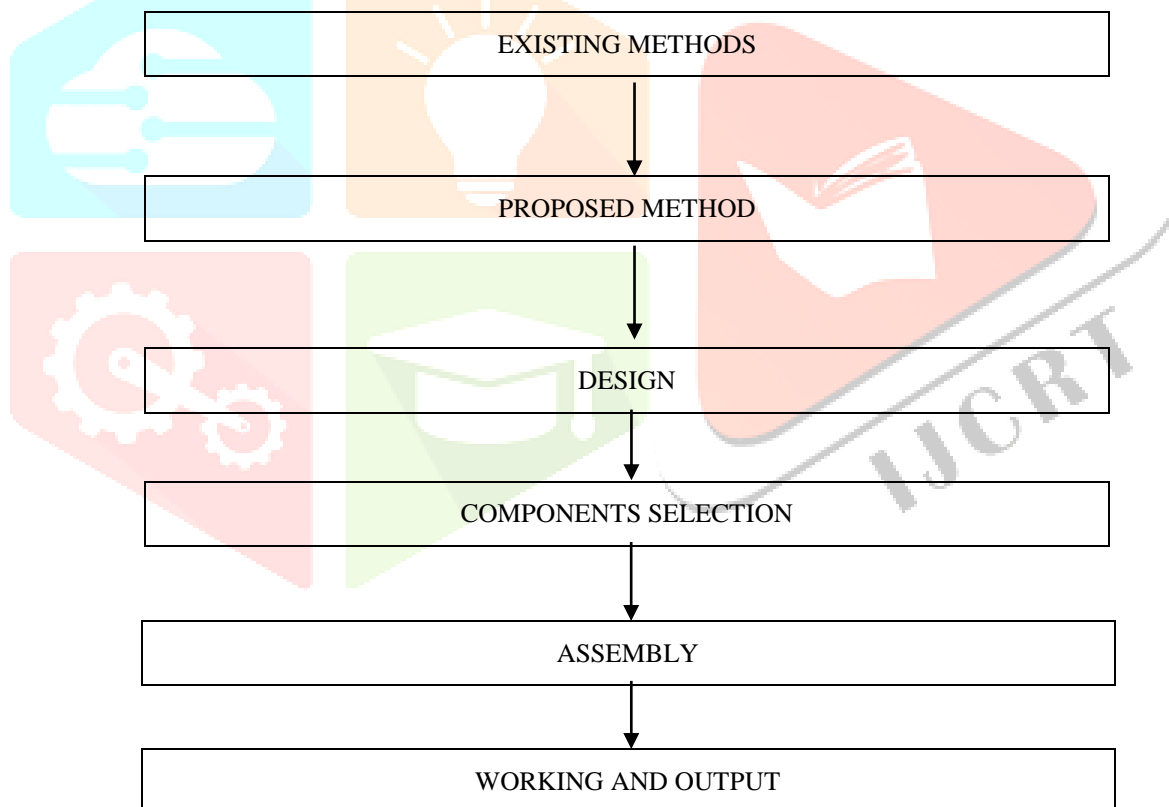 EXISTING METHODS
PROPOSED METHOD
DESIGN
IJCRT
COMPONENTS SELECTION
ASSEMBLY
WORKING AND OUTPUT